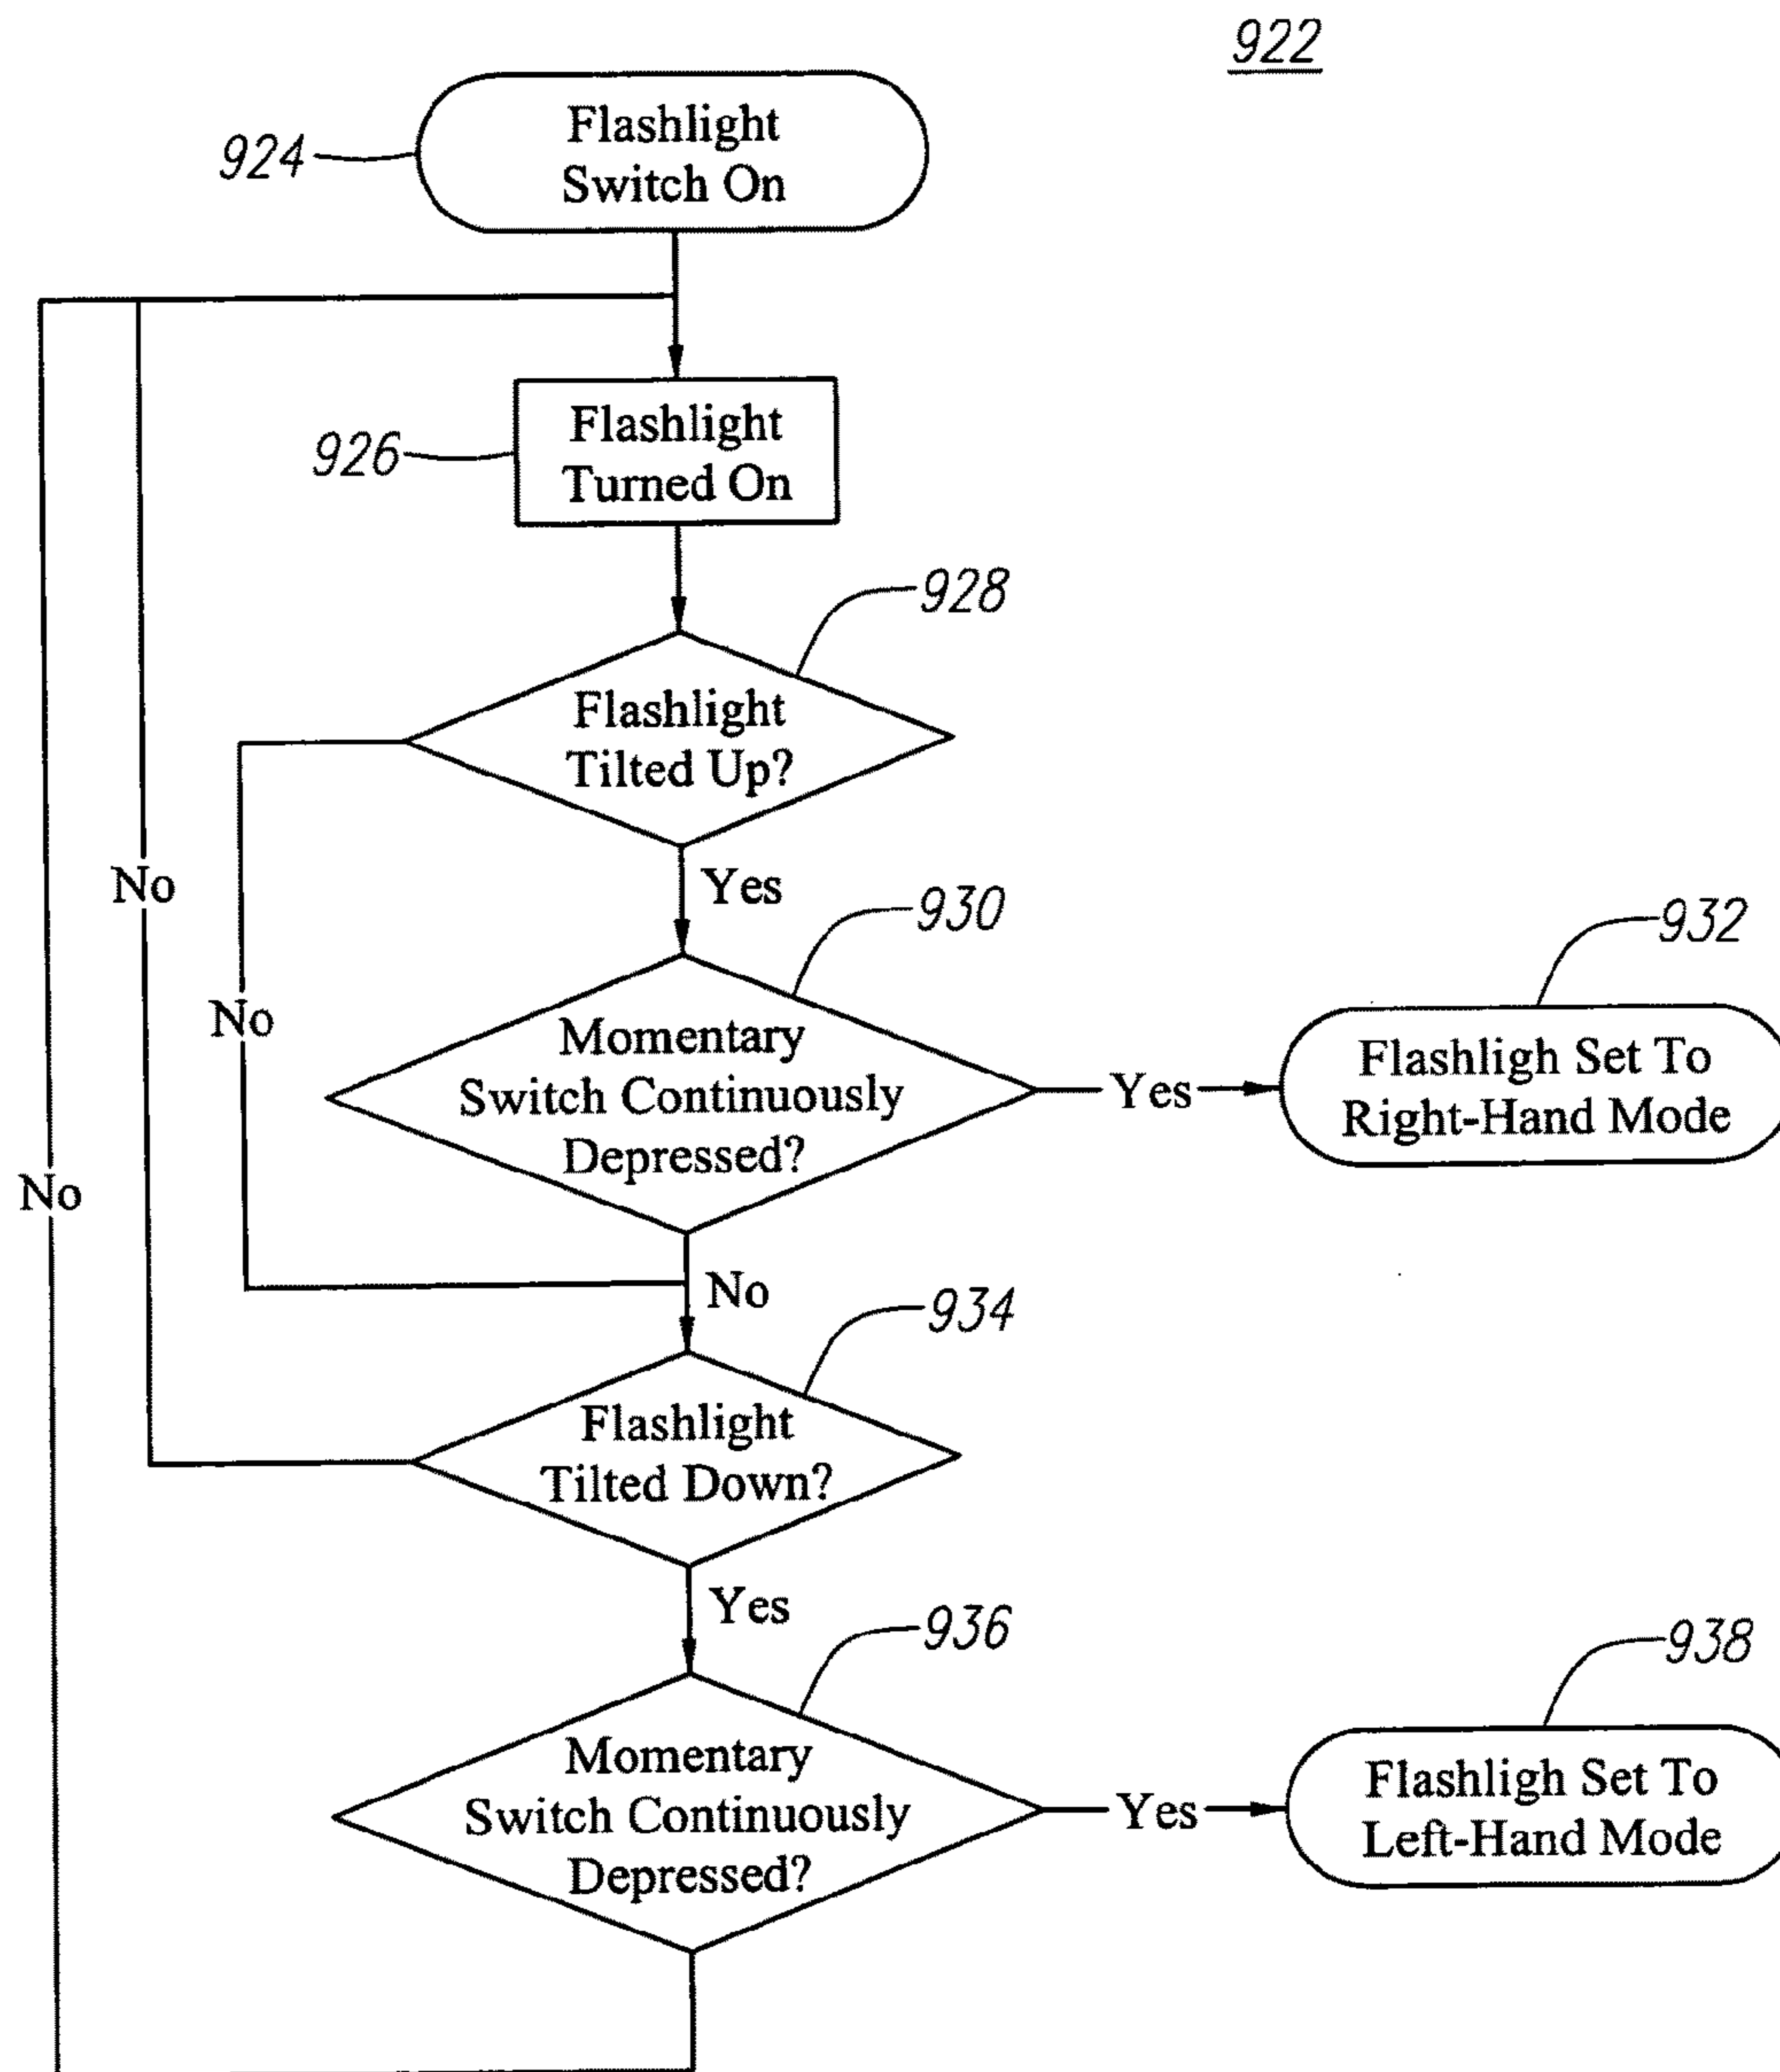 922
924
Flashlight
Switch On
926
Flashlight
Turned On
928
Flashlight
Tilted Up?
No
Yes
930
Momentary
Switch Continuously
Depressed?
Yes
932
Flashligh Set To
Right-Hand Mode
No
No
No
934
Flashlight
Tilted Down?
Yes
936
Momentary
Switch Continuously
Depressed?
Yes
938
Flashligh Set To
Left-Hand Mode